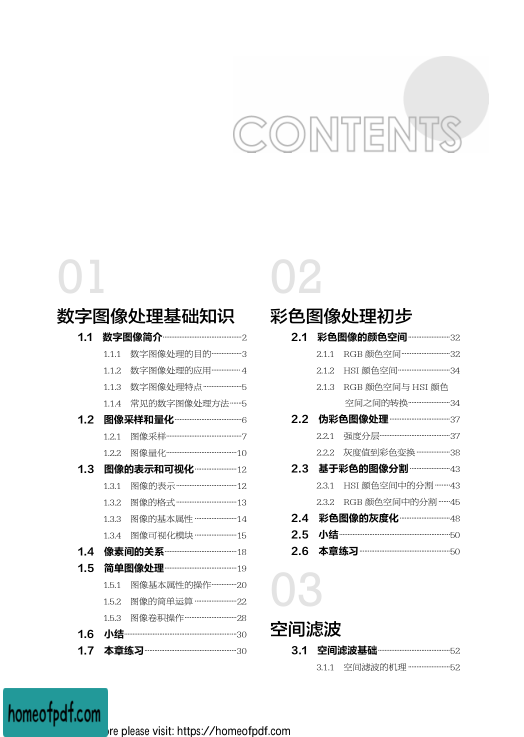 CONTENTS
01
数字图像处理基础知识
1.1 数字图像简介 2
1.1.1 数字图像处理的目的 3
1.1.2 数字图像处理的应用 4
1.1.3 数字图像处理特点 5
1.1.4 常见的数字图像处理方法 5
1.2 图像采样和量化 6
1.2.1 图像采样 7
1.2.2 图像量化 10
1.3 图像的表示和可视化 12
1.3.1 图像的表示 12
1.3.2 图像的格式 13
1.3.3 图像的基本属性 14
1.3.4 图像可视化模块 15
1.4 像素间的关系 18
1.5 简单图像处理 19
1.5.1 图像基本属性的操作 20
1.5.2 图像的简单运算 22
1.5.3 图像卷积操作 28
1.6 小结 30
1.7 本章练习 30
02
彩色图像处理初步
2.1 彩色图像的颜色空间 32
2.1.1 RGB 颜色空间 32
2.1.2 HSI 颜色空间 34
2.1.3 RGB 颜色空间与 HSI 颜色
空间之间的转换 34
2.2 伪彩色图像处理 37
2.2.1 强度分层 37
2.2.2 灰度值到彩色变换 38
2.3 基于彩色的图像分割 43
2.3.1 HSI 颜色空间中的分割 43
2.3.2 RGB 颜色空间中的分割 45
2.4 彩色图像的灰度化 48
2.5 小结 50
2.6 本章练习 50
03
空间滤波
3.1 空间滤波基础 52
3.1.1 空间滤波的机理 52
homeofpdf.com
ore please visit: https://homeofpdf.com